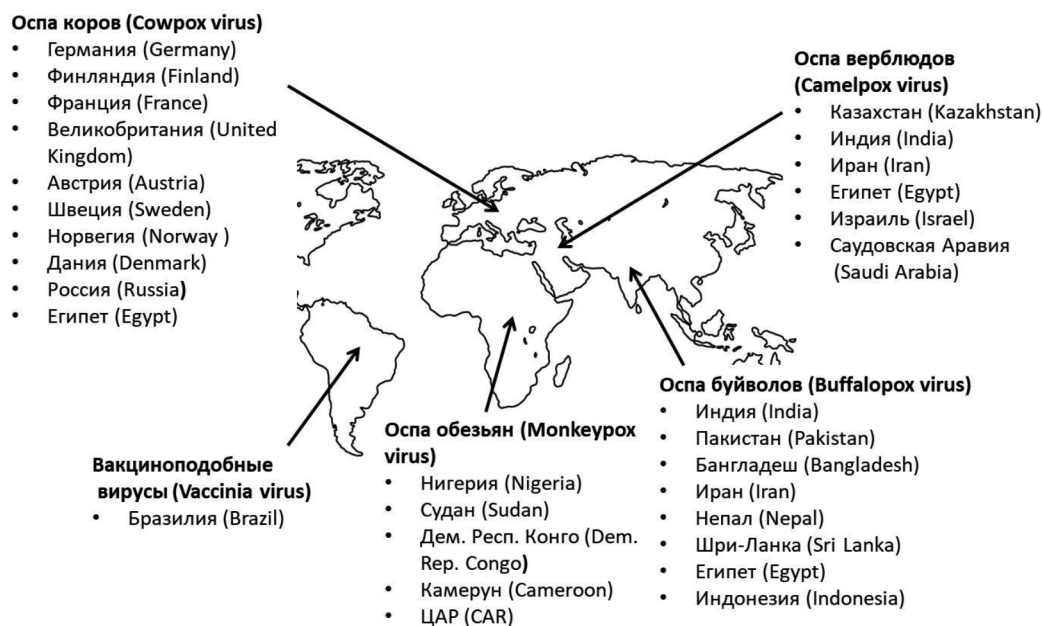 Оспа коров (Cowpox virus)
• Германия (Germany)
• Финляндия (Finland)
• Франция (France)
• Великобритания (United
Kingdom)
• Австрия (Austria)
• Швеция (Sweden)
• Норвегия (Norway )
• Дания (Denmark)
• Россия (Russia)
• Египет (Egypt)
Оспа верблюдов
(Camelpox virus)
• Казахстан (Kazakhstan)
• Индия (India)
• Иран (Iran)
• Египет (Egypt)
• Израиль (Israel)
• Саудовская Аравия
(Saudi Arabia)
Вакциноподобные
вирусы (Vaccinia virus)
• Бразилия (Brazil)
Оспа обезьян (Monkeypox
virus)
• Нигерия (Nigeria)
• Судан (Sudan)
• Дем. Респ. Конго (Dem.
Rep. Congo)
• Камерун (Cameroon)
• ЦАР (CAR)
Оспа буйволов (Buffalopox virus)
• Индия (India)
• Пакистан (Pakistan)
• Бангладеш (Bangladesh)
• Иран (Iran)
• Непал (Nepal)
• Шри-Ланка (Sri Lanka)
• Египет (Egypt)
• Индонезия (Indonesia)